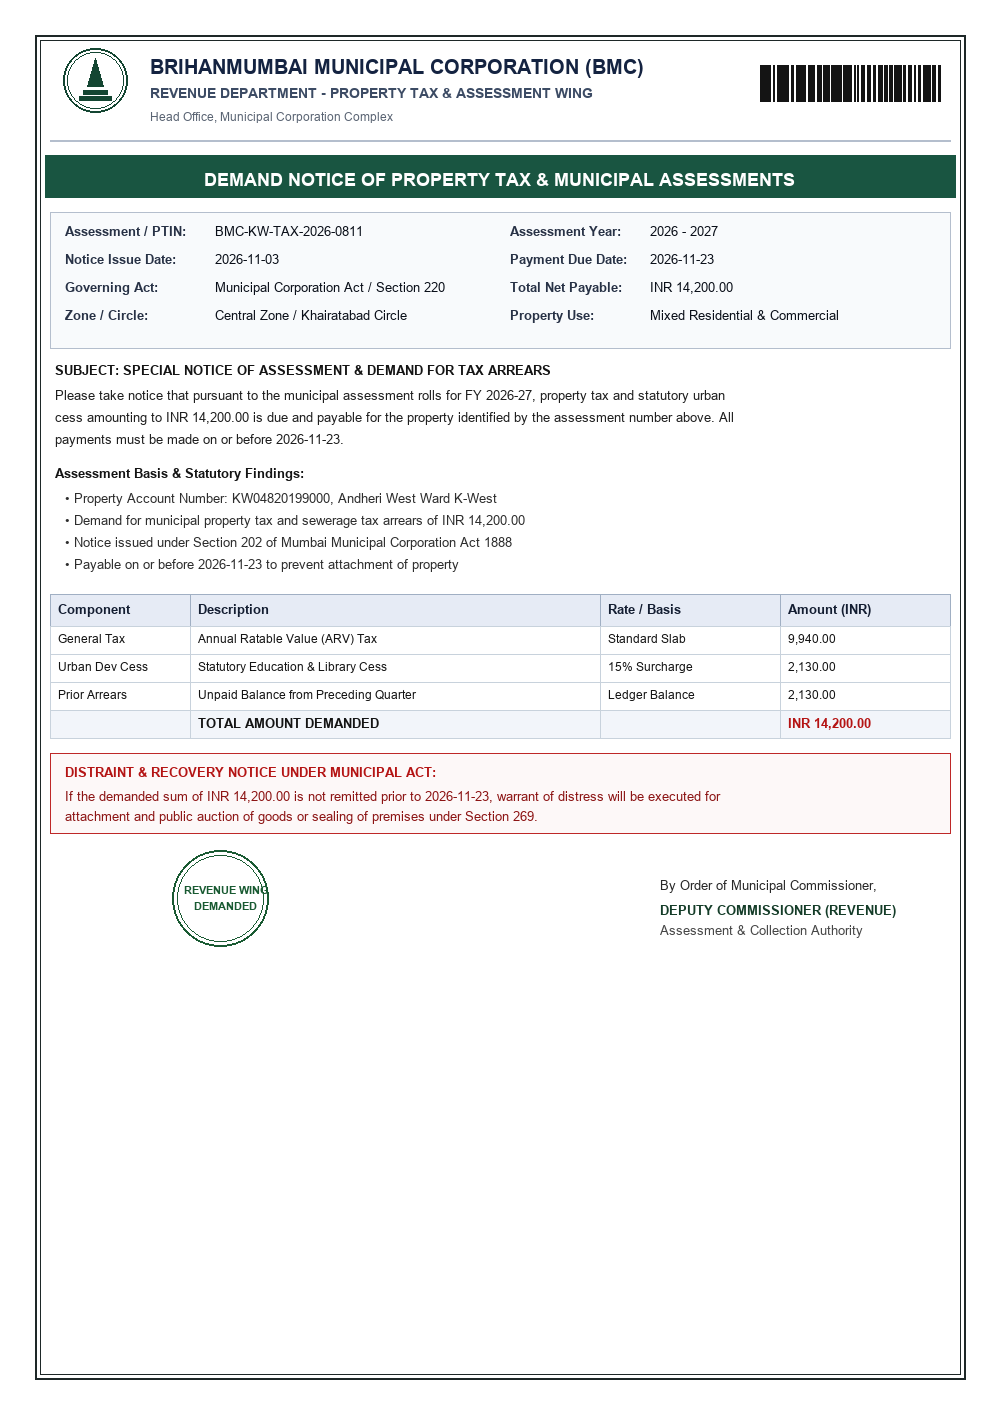 BRIHANMUMBAI MUNICIPAL CORPORATION (BMC)
REVENUE DEPARTMENT - PROPERTY TAX & ASSESSMENT WING
Head Office, Municipal Corporation Complex
DEMAND NOTICE OF PROPERTY TAX & MUNICIPAL ASSESSMENTS
Assessment / PTIN: BMC-KW-TAX-2026-0811 Assessment Year: 2026 - 2027
Notice Issue Date: 2026-11-03 Payment Due Date: 2026-11-23
Governing Act: Municipal Corporation Act / Section 220 Total Net Payable: INR 14,200.00
Zone / Circle: Central Zone / Khairatabad Circle Property Use: Mixed Residential & Commercial
SUBJECT: SPECIAL NOTICE OF ASSESSMENT & DEMAND FOR TAX ARREARS
Please take notice that pursuant to the municipal assessment rolls for FY 2026-27, property tax and statutory urban
cess amounting to INR 14,200.00 is due and payable for the property identified by the assessment number above. All
payments must be made on or before 2026-11-23.
Assessment Basis & Statutory Findings:
• Property Account Number: KW04820199000, Andheri West Ward K-West
• Demand for municipal property tax and sewerage tax arrears of INR 14,200.00
• Notice issued under Section 202 of Mumbai Municipal Corporation Act 1888
• Payable on or before 2026-11-23 to prevent attachment of property
Component Description Rate / Basis Amount (INR)
General Tax Annual Ratable Value (ARV) Tax Standard Slab 9,940.00
Urban Dev Cess Statutory Education & Library Cess 15% Surcharge 2,130.00
Prior Arrears Unpaid Balance from Preceding Quarter Ledger Balance 2,130.00
TOTAL AMOUNT DEMANDED INR 14,200.00
DISTRAINT & RECOVERY NOTICE UNDER MUNICIPAL ACT:
If the demanded sum of INR 14,200.00 is not remitted prior to 2026-11-23, warrant of distress will be executed for
attachment and public auction of goods or sealing of premises under Section 269.
REVENUE WING
DEMANDED
By Order of Municipal Commissioner,
DEPUTY COMMISSIONER (REVENUE)
Assessment & Collection Authority